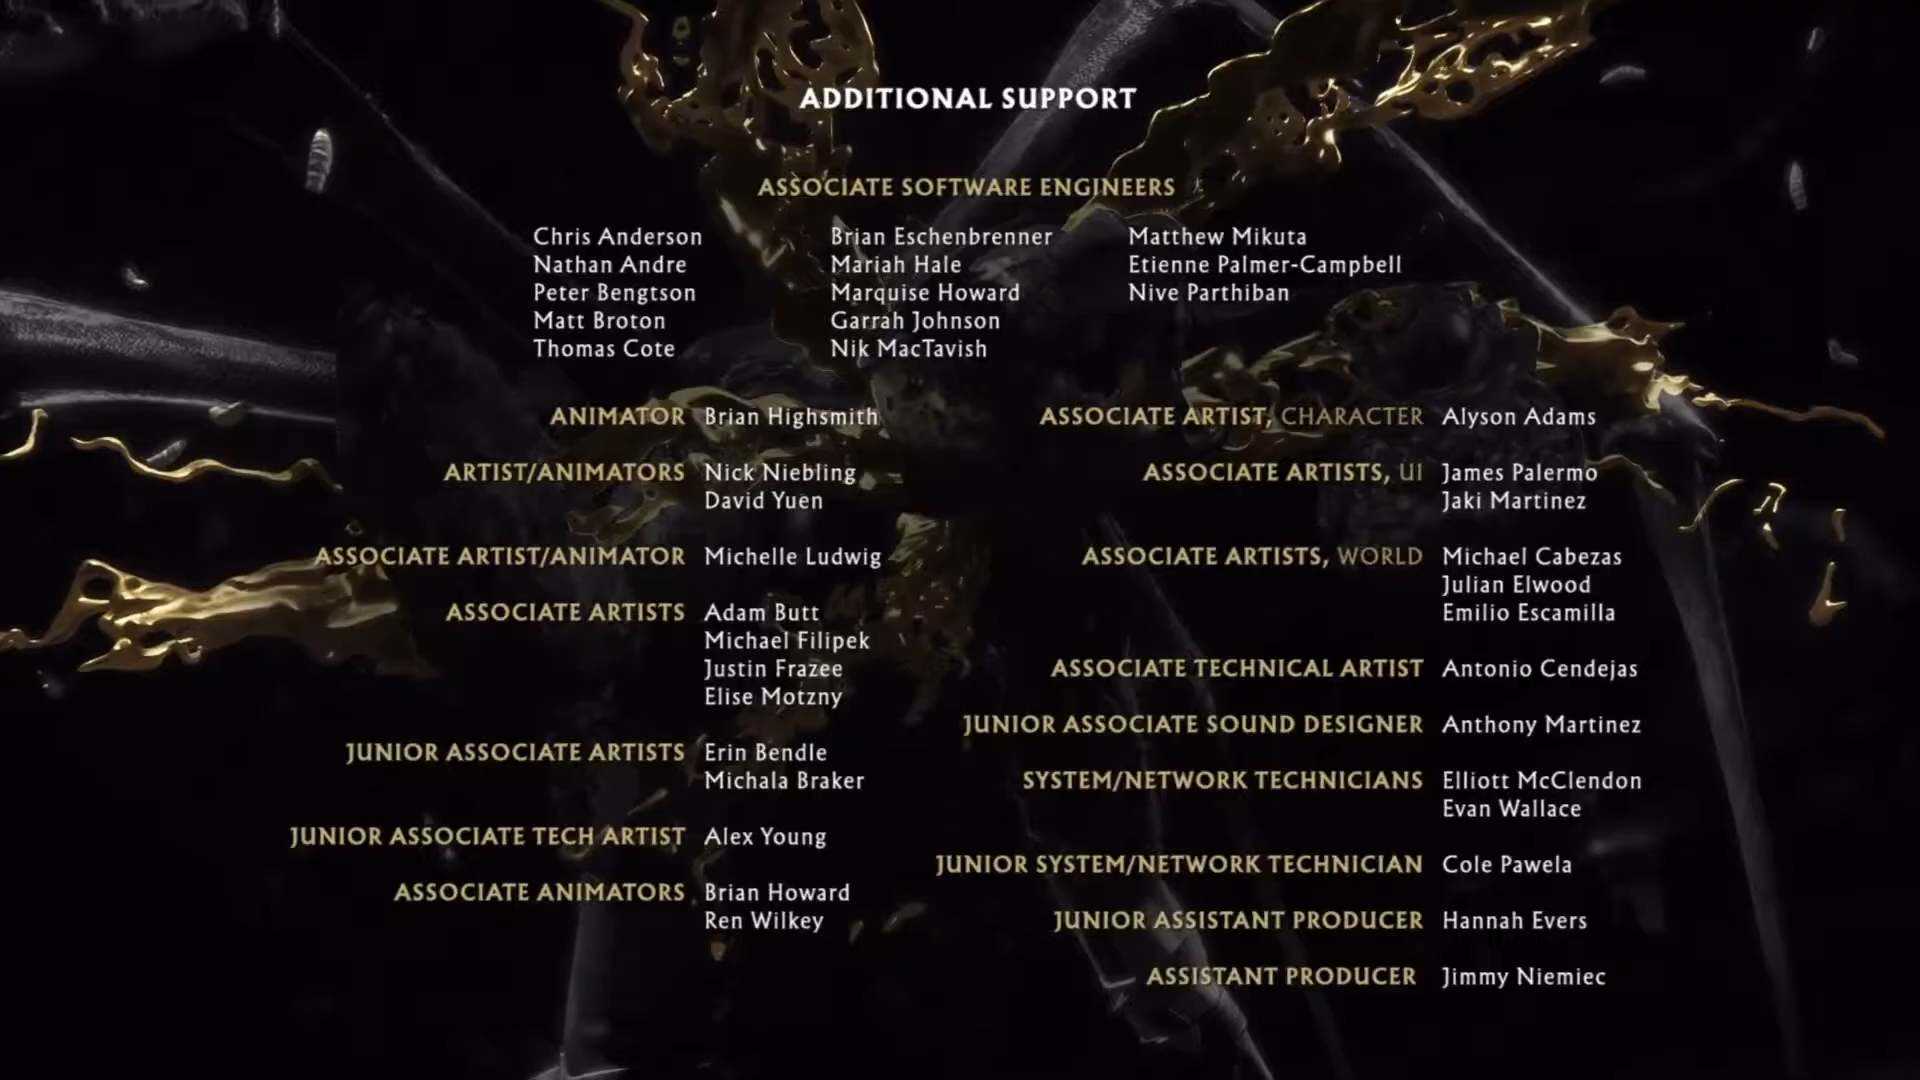 ADDITIONAL SUPPORT
ASSOCIATE SOFTWARE ENGINEERS
Chris Anderson
Nathan Andre
Peter Bengtson
Matt Broton
Thomas Cote
Brian Eschenbrenner
Mariah Hale
Marquise Howard
Garrah Johnson
Nik MacTavish
Matthew Mikuta
Etienne Palmer-Campbell
Nive Parthiban
ANIMATOR Brian Highsmith
ARTIST/ANIMATORS Nick Niebling
David Yuen
ASSOCIATE ARTIST/ANIMATOR Michelle Ludwig
ASSOCIATE ARTISTS Adam Butt
Michael Filipek
Justin Frazee
Elise Motzny
JUNIOR ASSOCIATE ARTISTS Erin Bendle
Michala Braker
JUNIOR ASSOCIATE TECH ARTIST Alex Young
ASSOCIATE ANIMATORS Brian Howard
Ren Wilkey
ASSOCIATE ARTIST, CHARACTER Alyson Adams
ASSOCIATE ARTISTS, UI James Palermo
Jaki Martinez
ASSOCIATE ARTISTS, WORLD Michael Cabezas
Julian Elwood
Emilio Escamilla
ASSOCIATE TECHNICAL ARTIST Antonio Cendejas
JUNIOR ASSOCIATE SOUND DESIGNER Anthony Martinez
SYSTEM/NETWORK TECHNICIANS Elliott McClendon
Evan Wallace
JUNIOR SYSTEM/NETWORK TECHNICIAN Cole Pawela
JUNIOR ASSISTANT PRODUCER Hannah Evers
ASSISTANT PRODUCER Jimmy Niemiec